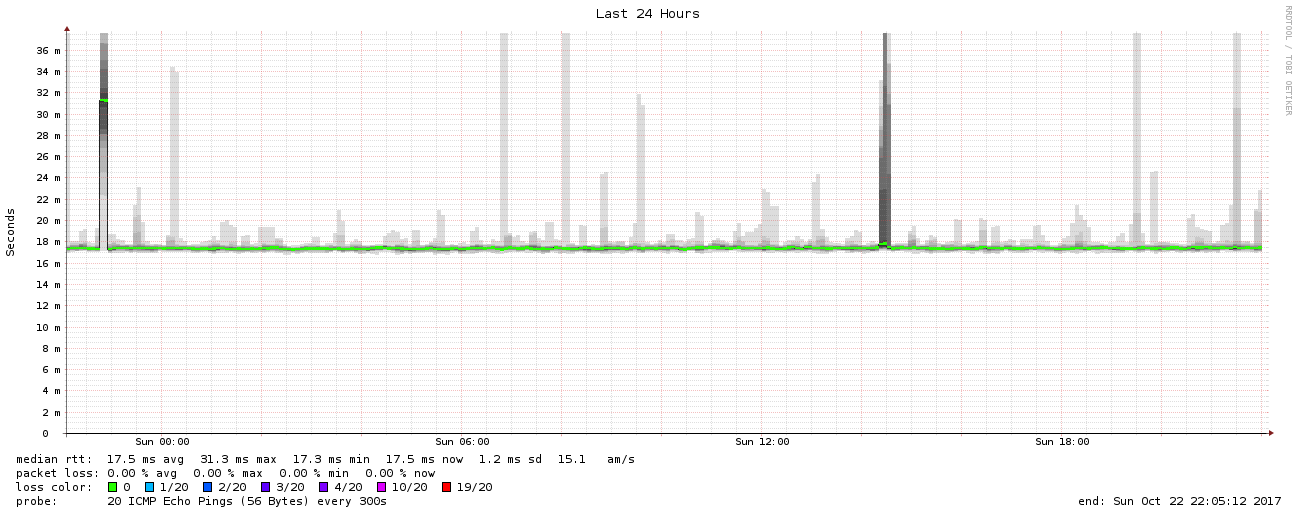 Last 24 Hours
RRDTOOL / TOBI OETIKER
Seconds
36 m
34 m
32 m
30 m
28 m
26 m
24 m
22 m
20 m
18 m
16 m
14 m
12 m
10 m
8 m
6 m
4 m
2 m
0
Sun 00:00 Sun 06:00 Sun 12:00 Sun 18:00
median rtt: 17.5 ms avg 31.3 ms max 17.3 ms min 17.5 ms now 1.2 ms sd 15.1 am/s
packet loss: 0.00 % avg 0.00 % max 0.00 % min 0.00 % now
loss color: 0 1/20 2/20 3/20 4/20 10/20 19/20
probe: 20 ICMP Echo Pings (56 Bytes) every 300s end: Sun Oct 22 22:05:12 2017